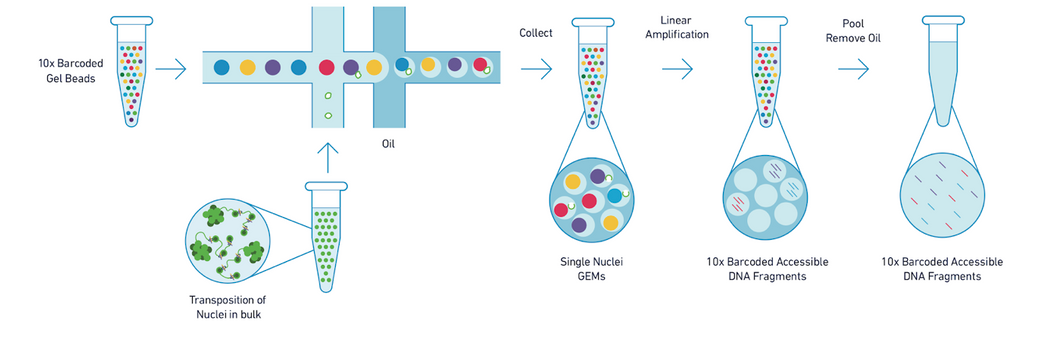 10x Barcoded
Gel Beads
Oil
Transposition of
Nuclei in bulk
Collect
Single Nuclei
GEMs
Linear
Amplification
10x Barcoded Accessible
DNA Fragments
Pool
Remove Oil
10x Barcoded Accessible
DNA Fragments